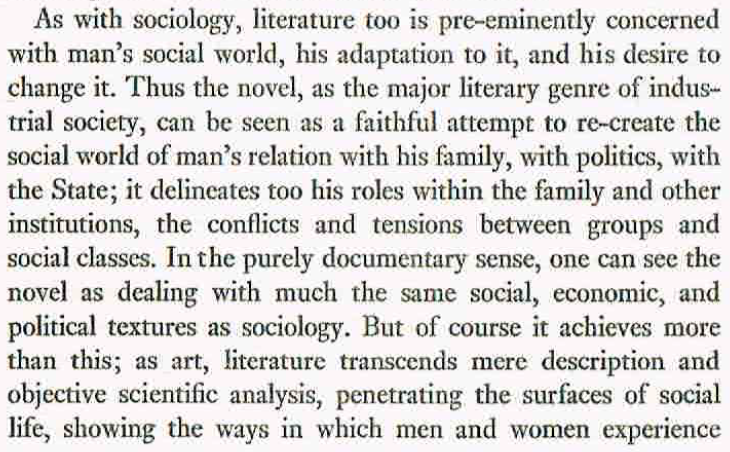 As with sociology, literature too is pre-eminently concerned
with man's social world, his adaptation to it, and his desire to
change it. Thus the novel, as the major literary genre of indus-
trial society, can be seen as a faithful attempt to re-create the
social world of man's relation with his family, with politics, with
the State; it delineates too his roles within the family and other
institutions, the conflicts and tensions between groups and
social classes. In the purely documentary sense, one can see the
novel as dealing with much the same social, economic, and
political textures as sociology. But of course it achieves more
than this; as art, literature transcends mere description and
objective scientific analysis, penetrating the surfaces of social
life, showing the ways in which men and women experience